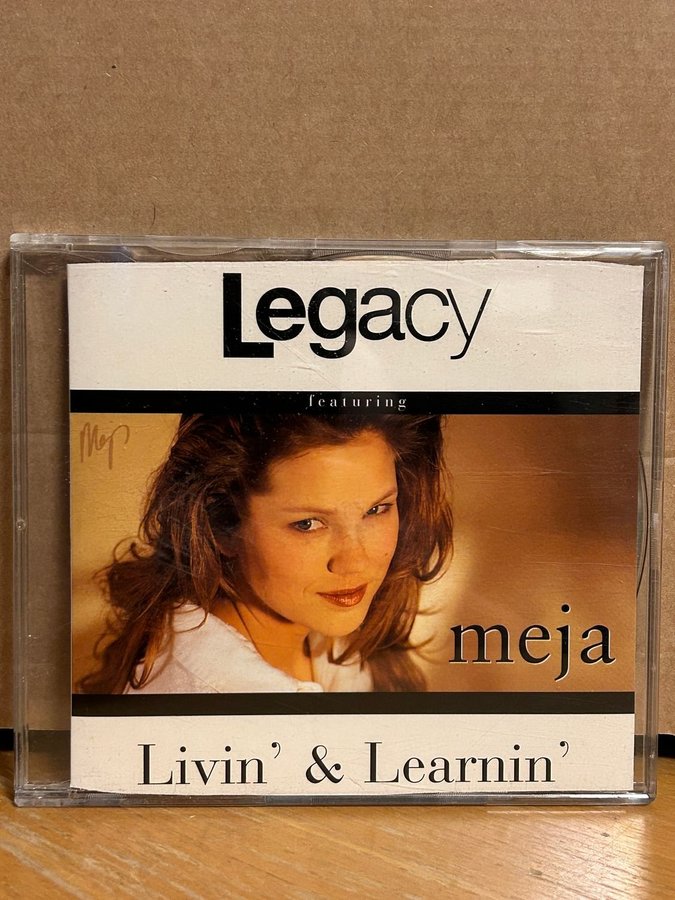 Legacy
featuring
Meja
meja
Livin’ & Learnin’